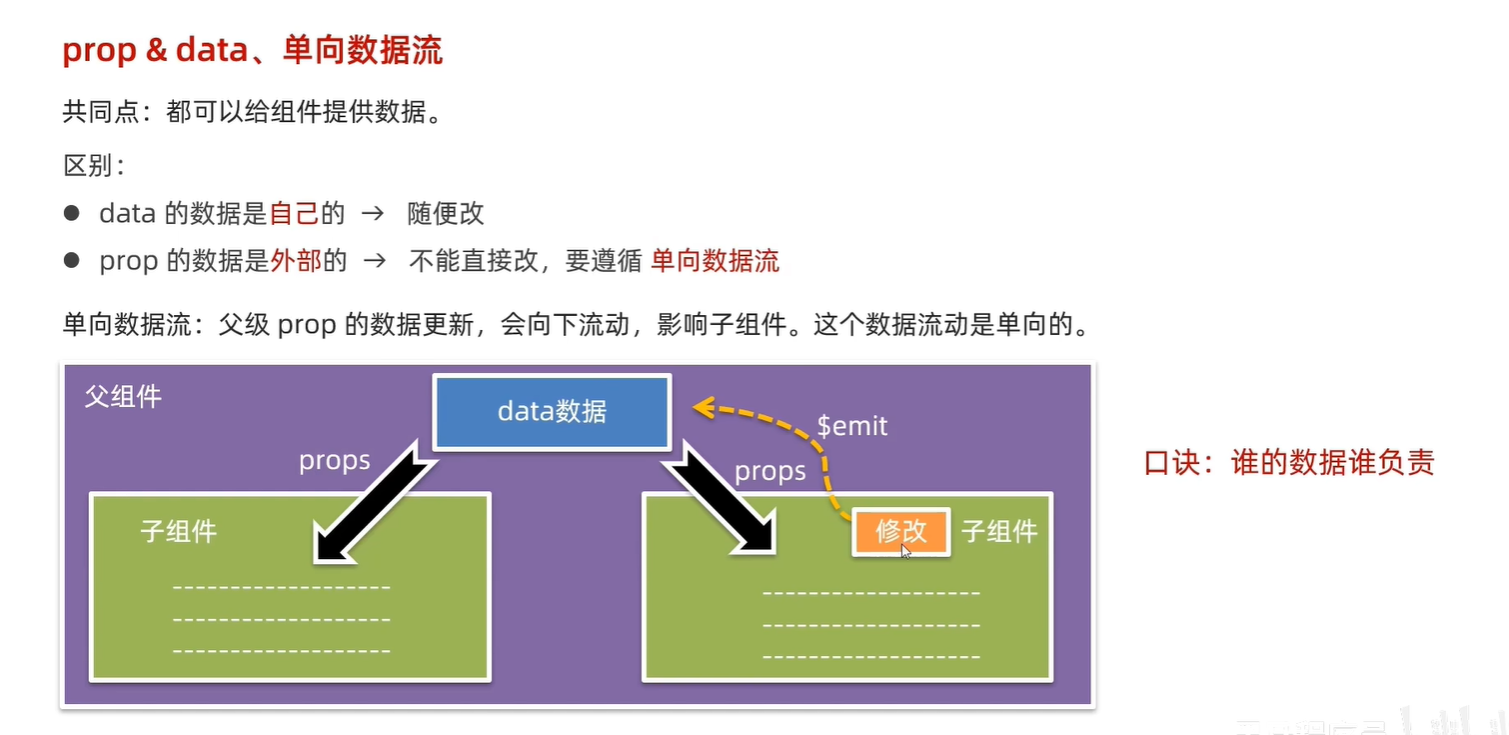 prop & data、单向数据流
共同点：都可以给组件提供数据。
区别：
● data 的数据是自己的 → 随便改
● prop 的数据是外部的 → 不能直接改，要遵循 单向数据流
单向数据流：父级 prop 的数据更新，会向下流动，影响子组件。这个数据流动是单向的。
父组件
data数据
$emit
props
props
子组件
修改
子组件
口诀：谁的数据谁负责